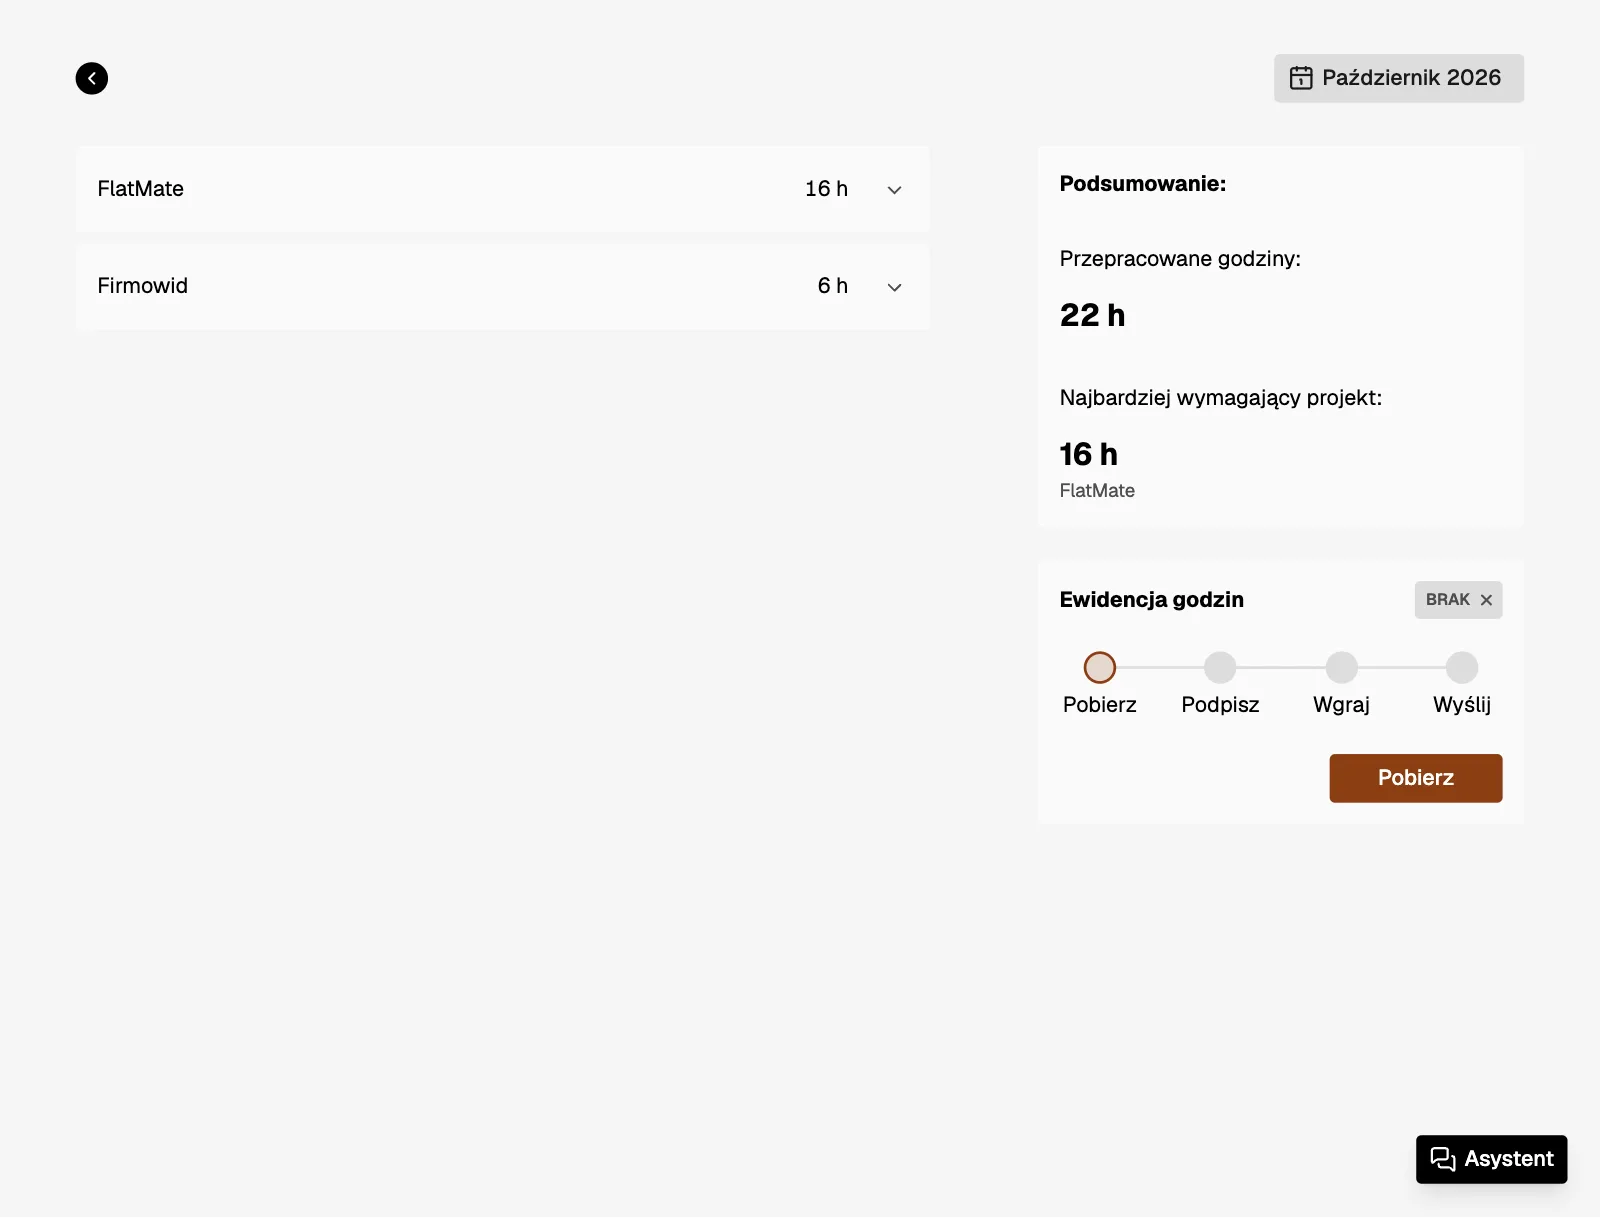 Październik 2026
FlatMate 16 h
Firmowid 6 h
Podsumowanie:
Przepracowane godziny:
22 h
Najbardziej wymagający projekt:
16 h
FlatMate
Ewidencja godzin BRAK
Pobierz Podpisz Wgraj Wyślij
Pobierz
Asystent